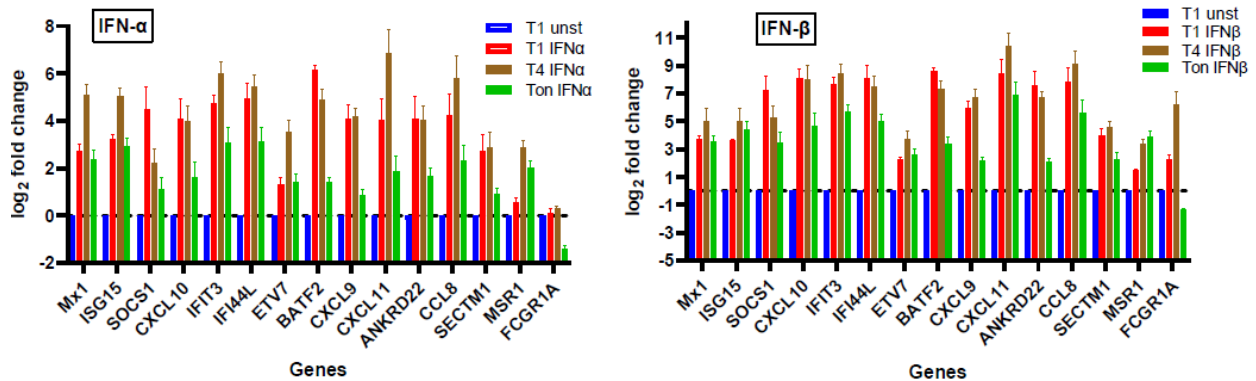 IFN-α
T1 unst
T1 IFNα
T4 IFNα
Ton IFNα
log2 fold change
8
6
4
2
0
-2
Mx1
ISG15
SOCS1
CXCL10
IFIT3
IFI44L
ETV7
BATF2
CXCL9
CXCL11
ANKRD22
CCL8
SECTM1
MSR1
FCGR1A
Genes
IFN-β
T1 unst
T1 IFNβ
T4 IFNβ
Ton IFNβ
log2 fold change
11
9
7
5
3
1
-1
-3
-5
Mx1
ISG15
SOCS1
CXCL10
IFIT3
IFI44L
ETV7
BATF2
CXCL9
CXCL11
ANKRD22
CCL8
SECTM1
MSR1
FCGR1A
Genes